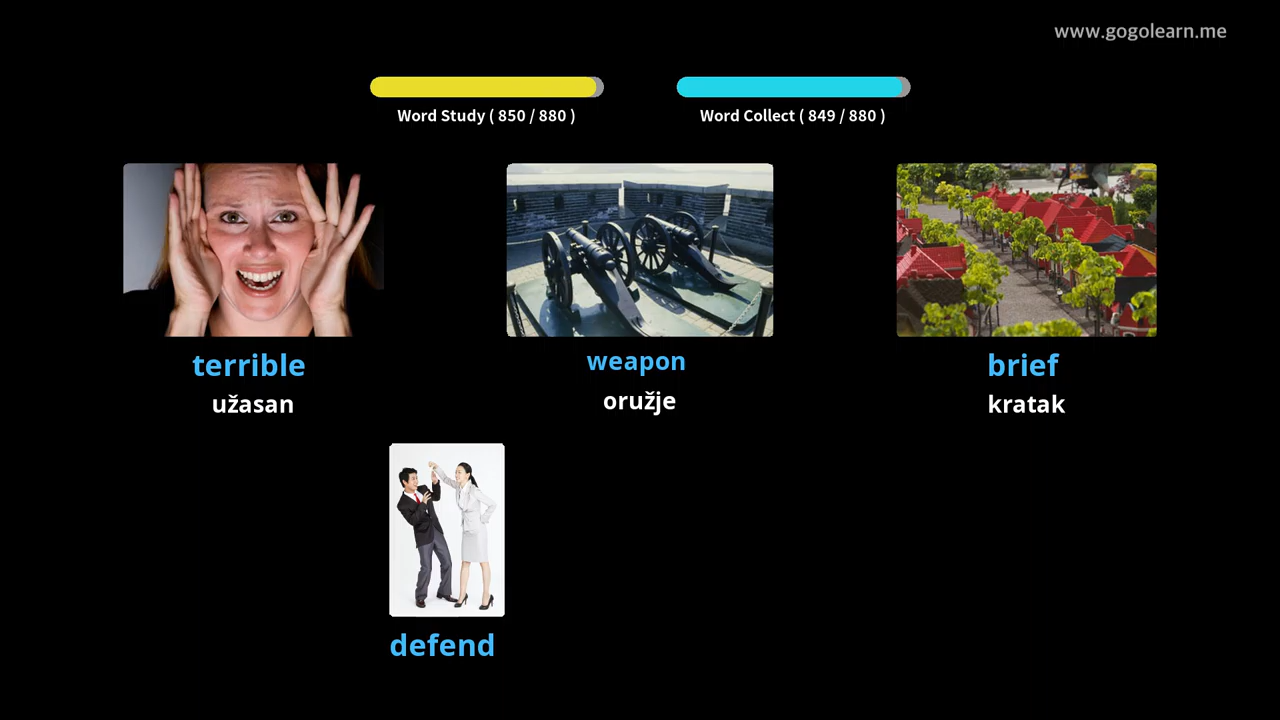 www.gogolearn.me
Word Study ( 850 / 880 )
Word Collect ( 849 / 880 )
terrible
užasan
weapon
oružje
brief
kratak
defend